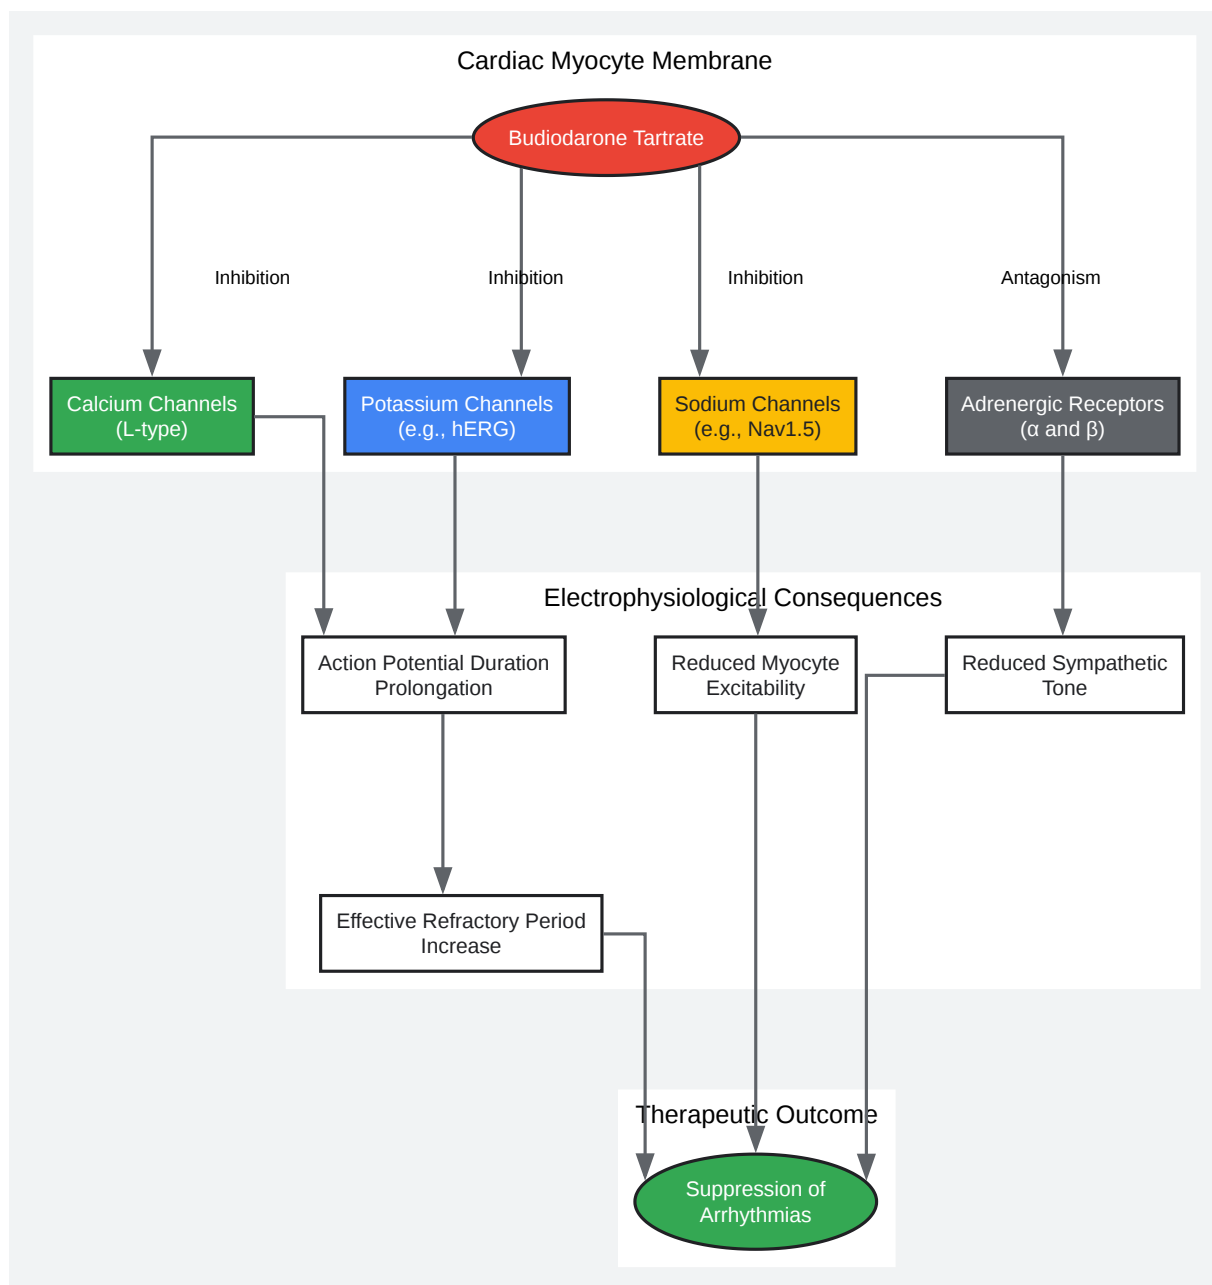 Cardiac Myocyte Membrane
Budiodarone Tartrate
Inhibition
Inhibition
Inhibition
Antagonism
Calcium Channels
(L-type)
Potassium Channels
(e.g., hERG)
Sodium Channels
(e.g., Nav1.5)
Adrenergic Receptors
(α and β)
Electrophysiological Consequences
Action Potential Duration
Prolongation
Reduced Myocyte
Excitability
Reduced Sympathetic
Tone
Effective Refractory Period
Increase
Therapeutic Outcome
Suppression of
Arrhythmias